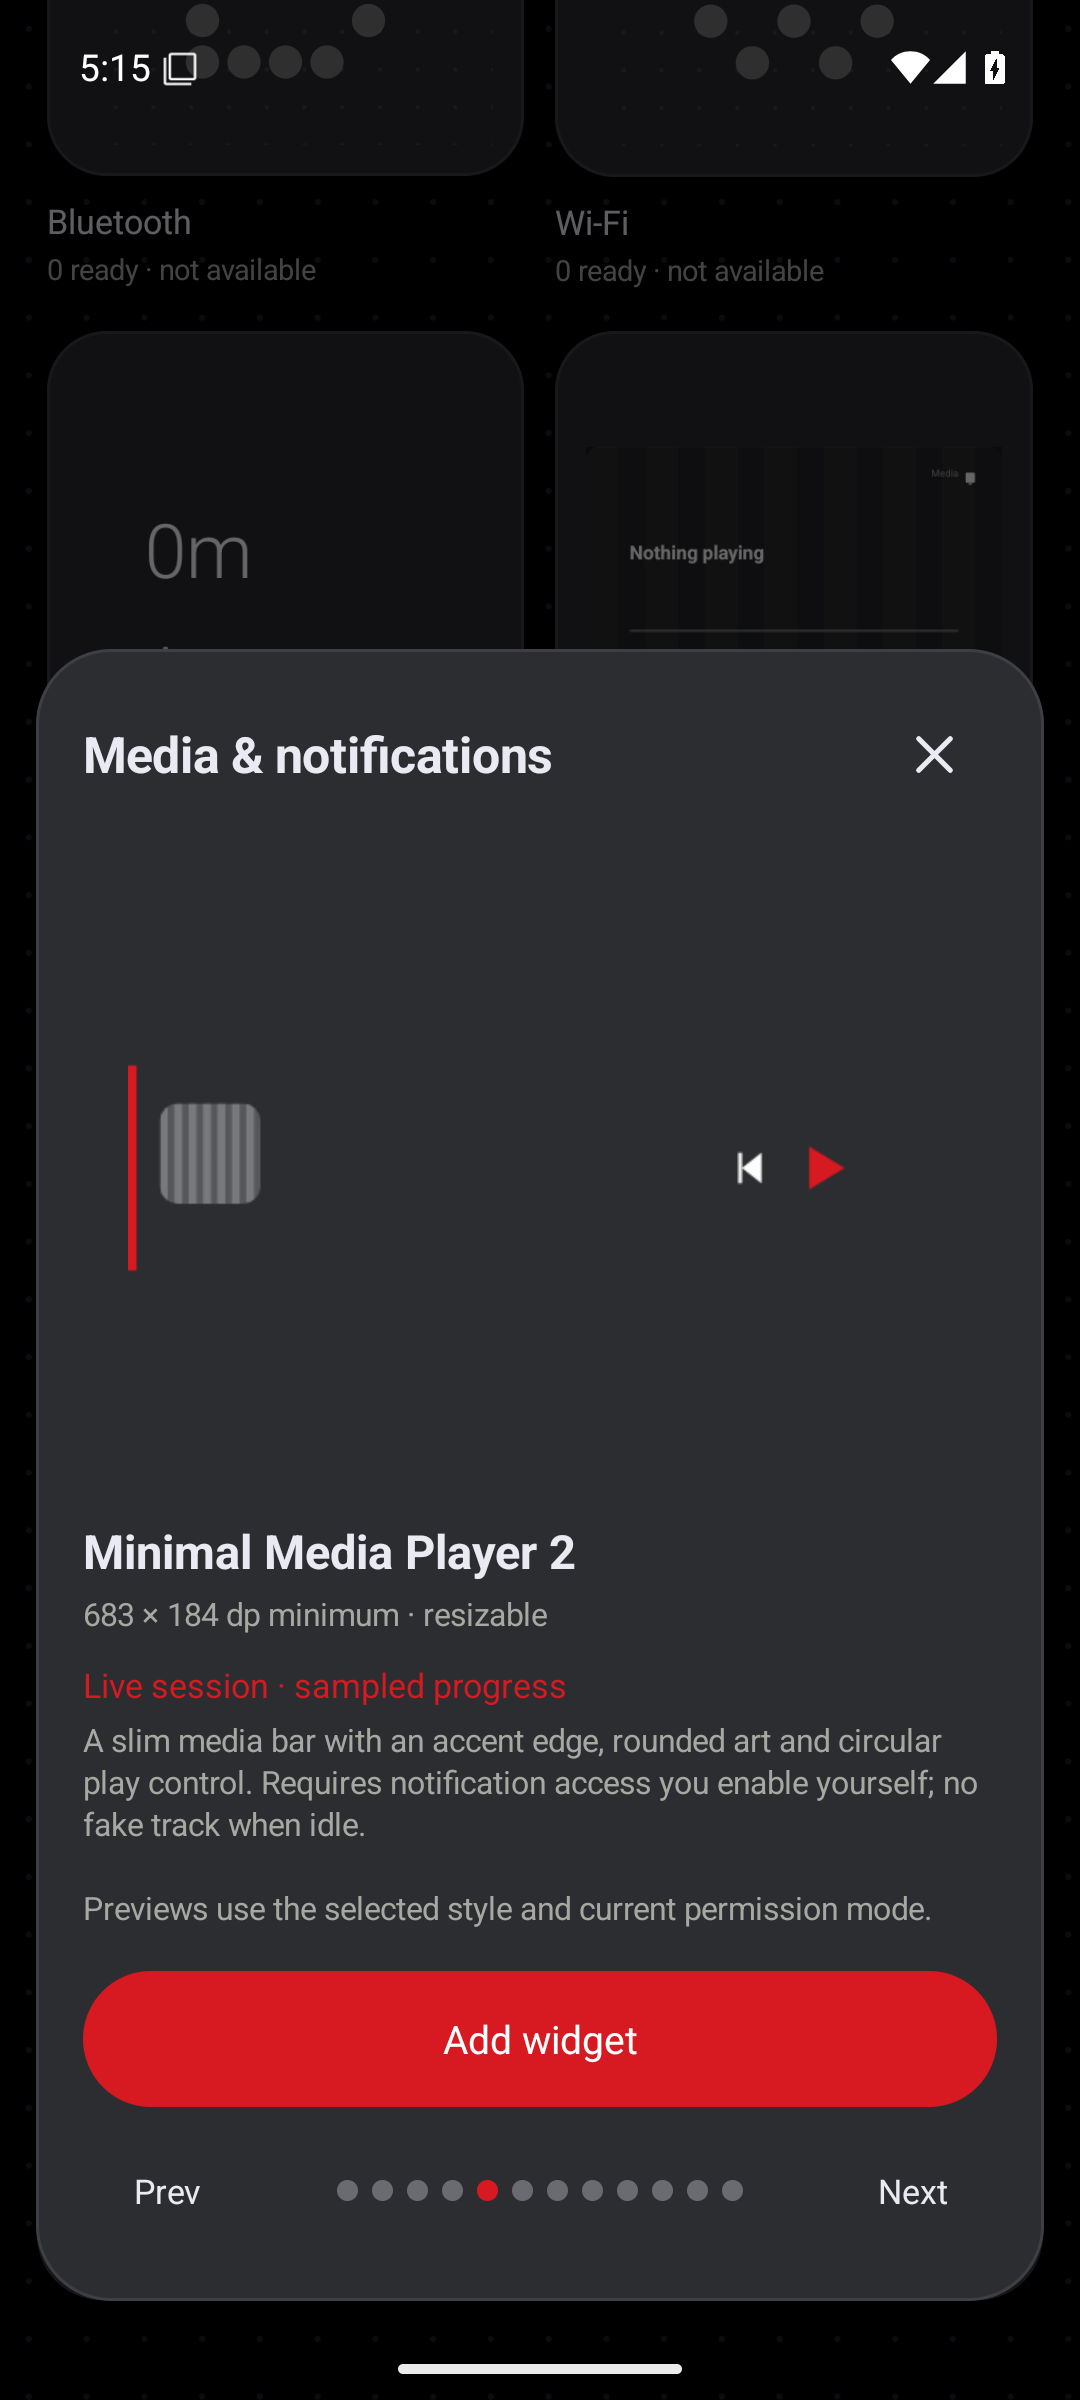 5:15
Bluetooth
0 ready · not available
Wi-Fi
0 ready · not available
0m
Media
Nothing playing
Media & notifications
Minimal Media Player 2
683 × 184 dp minimum · resizable
Live session · sampled progress
A slim media bar with an accent edge, rounded art and circular
play control. Requires notification access you enable yourself; no
fake track when idle.
Previews use the selected style and current permission mode.
Add widget
Prev
Next